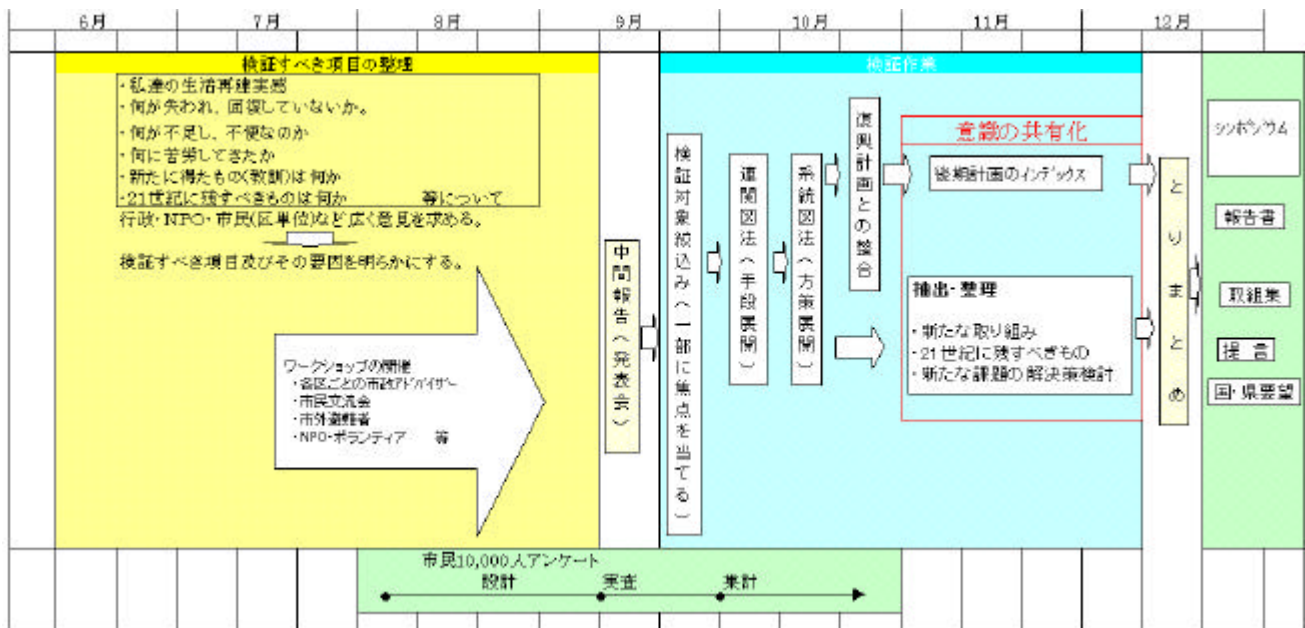 6月
7月
8月
9月
10月
11月
12月
検証すべき項目の整理
・私達の生活再建実感
・何が失われ、回復していないか。
・何が不足し、不便なのか
・何に苦労してきたか
・新たに得たもの(教訓)は何か
・21世紀に残すべきものは何か　　等について
行政・NPO・市民(区単位)など広く意見を求める。
検証すべき項目及びその要因を明らかにする。
ワークショップの開催
・各区ごとの市政アドバイザー
・市民交流会
・市外避難者
・NPO・ボランティア　等
中間報告(発表会)
検証作業
検証対象絞込み(一部に焦点を当てる)
連関図法(手段展開)
系統図法(方策展開)
復興計画との整合
意識の共有化
後期計画のインデックス
抽出・整理
・新たな取り組み
・21世紀に残すべきもの
・新たな課題の解決策検討
とりまとめ
シンポジウム
報告書
取組集
提言
国・県要望
市民10,000人アンケート
設計
実査
集計